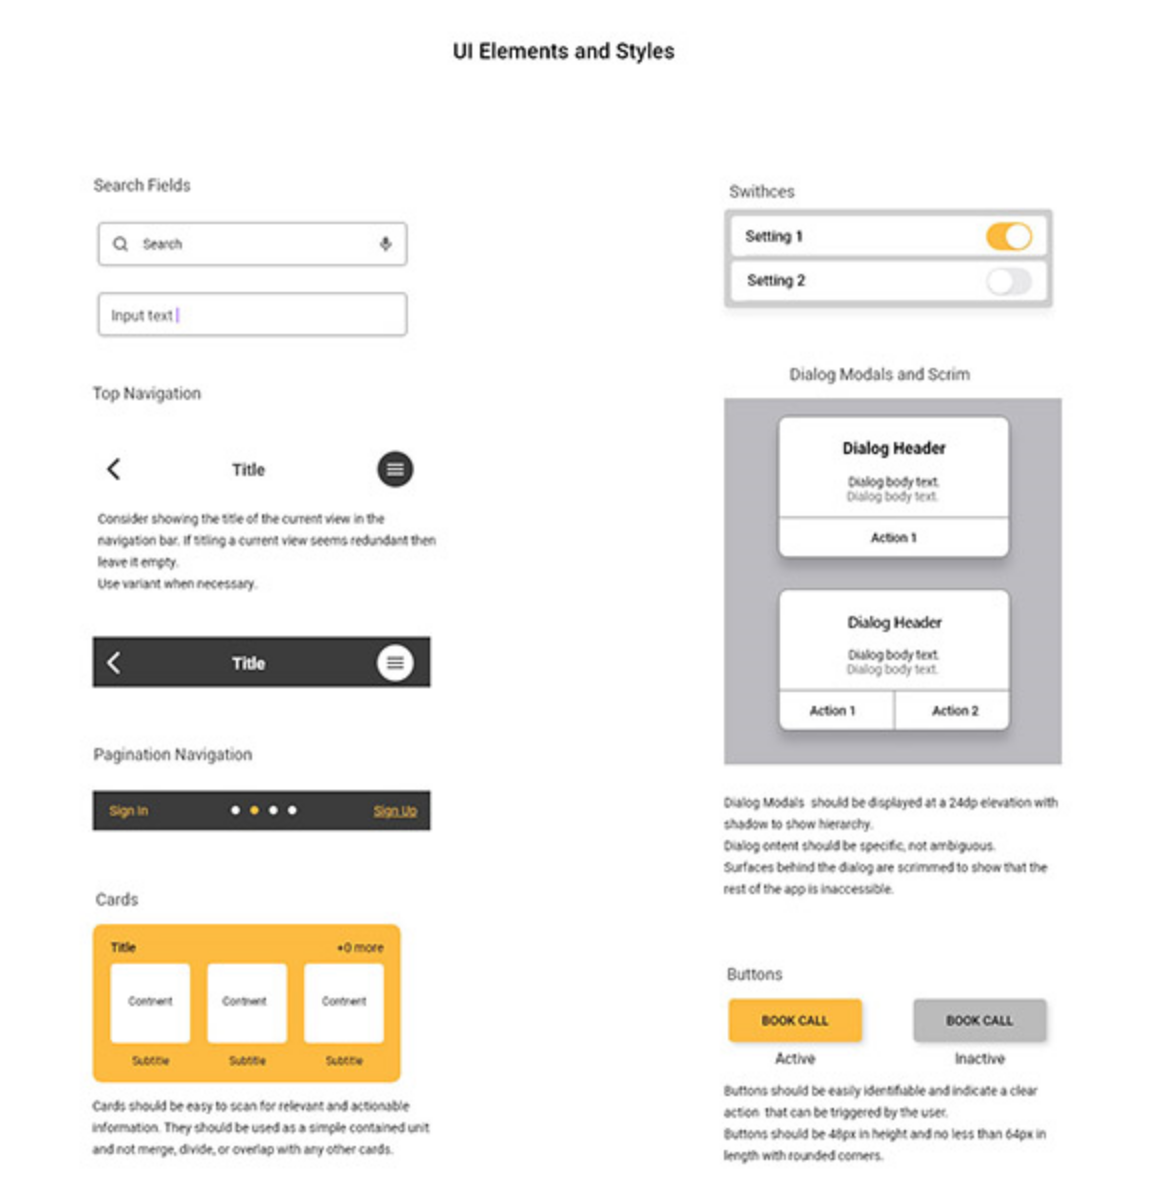 UI Elements and Styles
Search Fields
Search
Input text
Top Navigation
Title
Consider showing the title of the current view in the
navigation bar. If titling a current view seems redundant then
leave it empty.
Use variant when necessary.
Title
Pagination Navigation
Sign In
Sign Up
Cards
Title
+0 more
Contnent
Contnent
Contnent
Subtitle
Subtitle
Subtitle
Cards should be easy to scan for relevant and actionable
information. They should be used as a simple contained unit
and not merge, divide, or overlap with any other cards.
Swithces
Setting 1
Setting 2
Dialog Modals and Scrim
Dialog Header
Dialog body text.
Dialog body text.
Action 1
Dialog Header
Dialog body text.
Dialog body text.
Action 1
Action 2
Dialog Modals should be displayed at a 24dp elevation with
shadow to show hierarchy.
Dialog ontent should be specific, not ambiguous.
Surfaces behind the dialog are scrimmed to show that the
rest of the app is inaccessible.
Buttons
BOOK CALL
BOOK CALL
Active
Inactive
Buttons should be easily identifiable and indicate a clear
action that can be triggered by the user.
Buttons should be 48px in height and no less than 64px in
length with rounded corners.